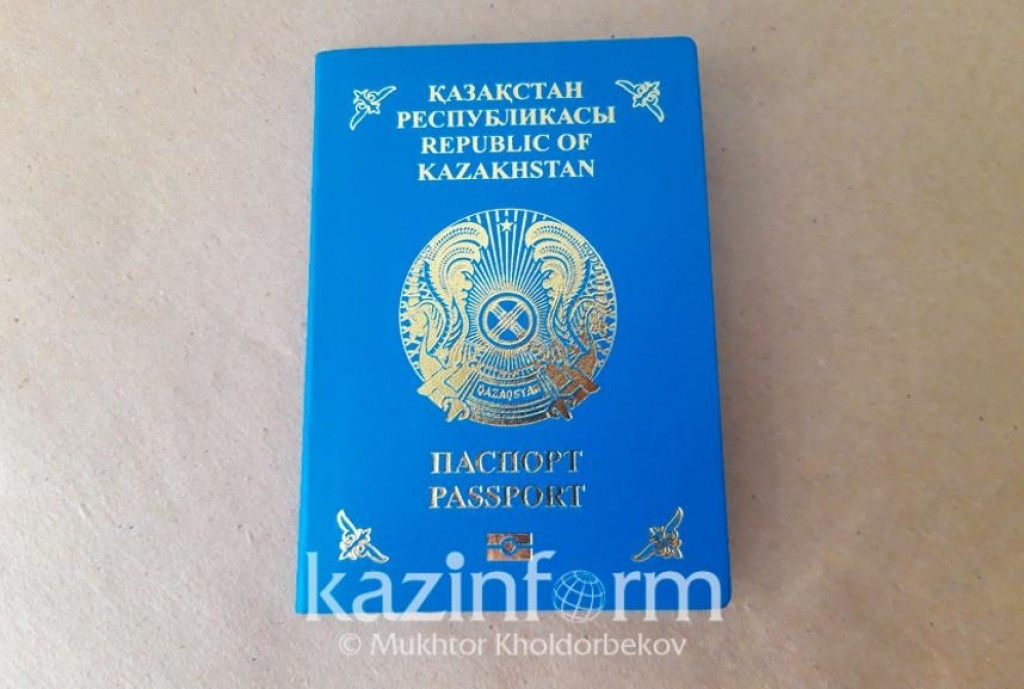 ҚАЗАҚСТАН
РЕСПУБЛИКАСЫ
REPUBLIC OF
KAZAKHSTAN
QAZAQSTAN
ПАСПОРТ
PASSPORT
kazinform
© Mukhtor Kholdorbekov